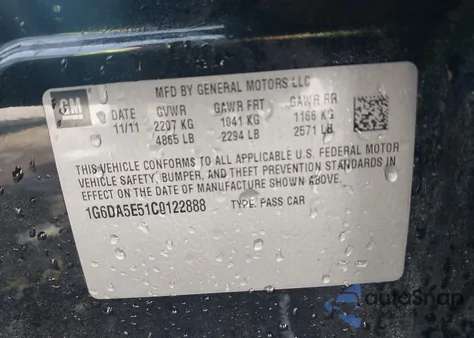 GM
MFD BY GENERAL MOTORS LLC
DATE GVWR GAWR FRT GAWR RR
11/11 2207 KG 1041 KG 1166 KG
4865 LB 2294 LB 2571 LB
THIS VEHICLE CONFORMS TO ALL APPLICABLE U.S. FEDERAL MOTOR
VEHICLE SAFETY, BUMPER, AND THEFT PREVENTION STANDARDS IN
EFFECT ON THE DATE OF MANUFACTURE SHOWN ABOVE.
1G6DA5E51C0122888 TYPE: PASS CAR
autoSnap